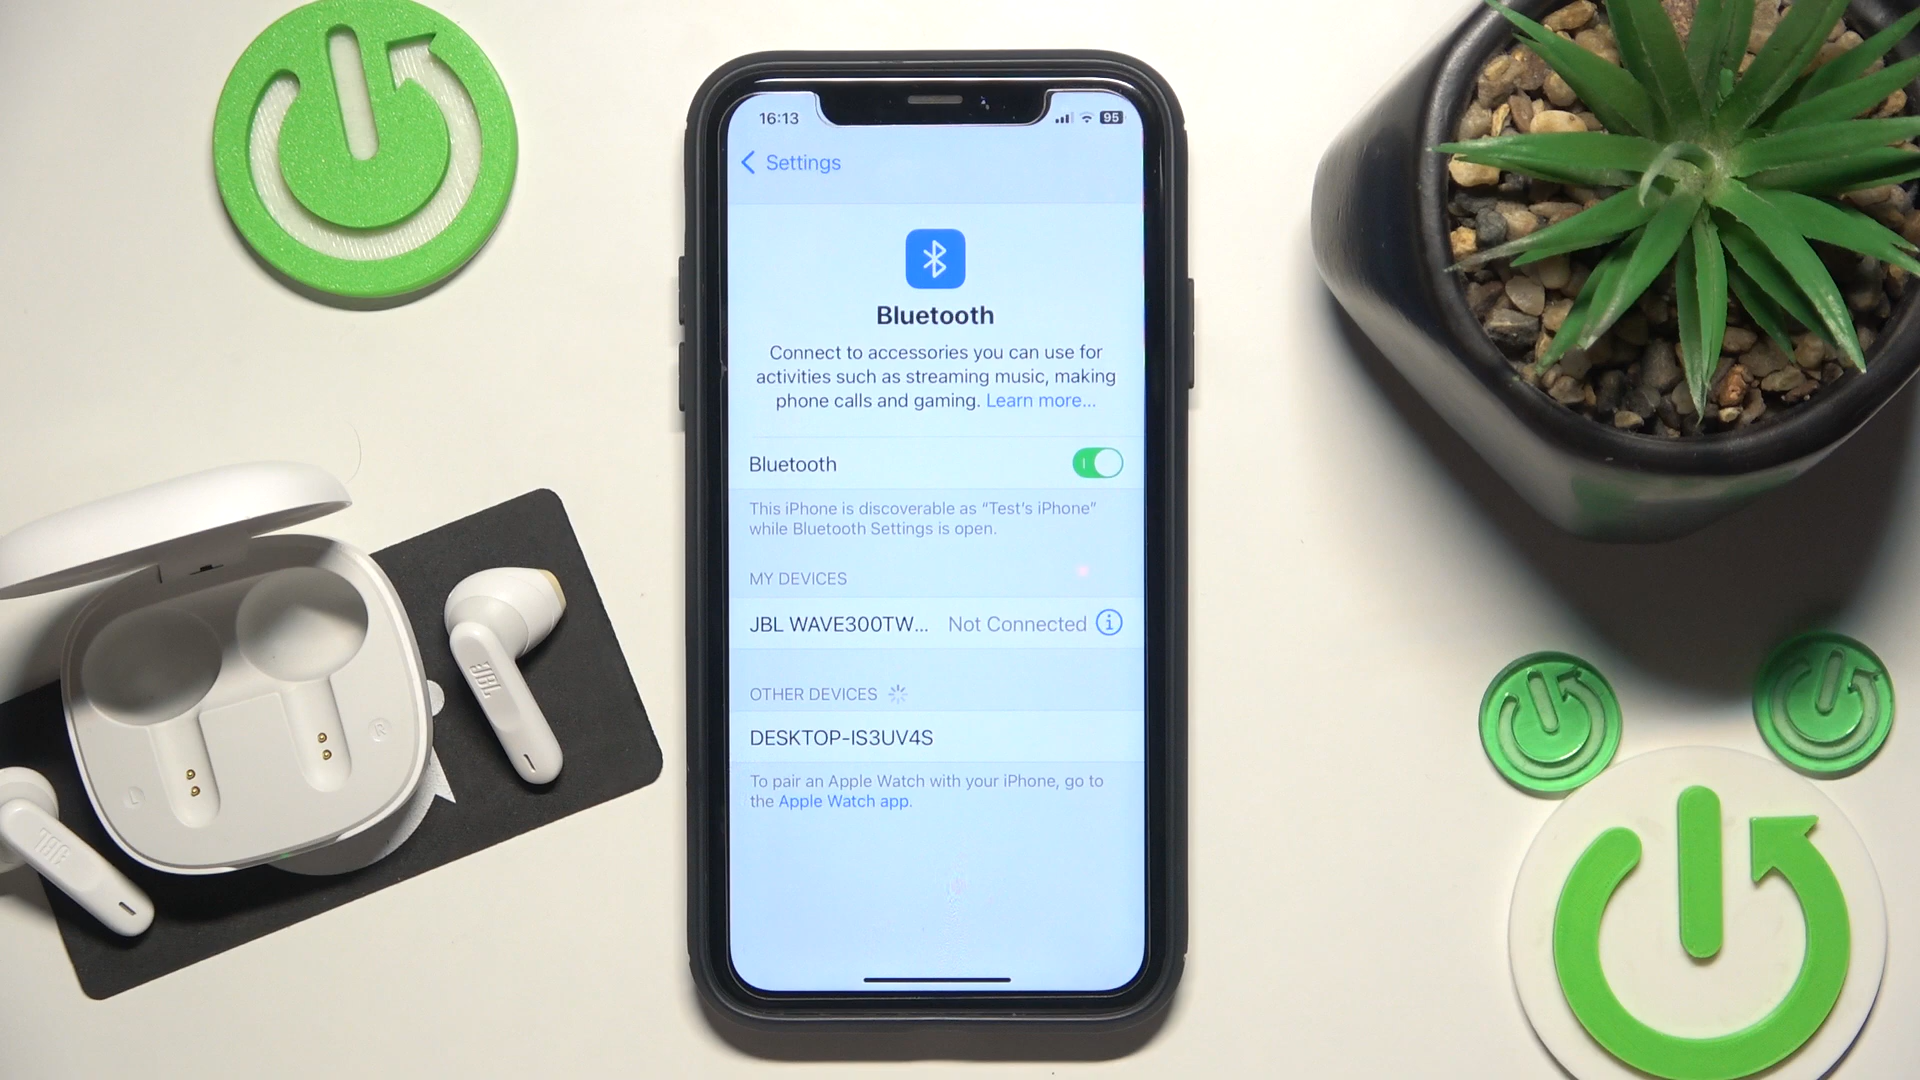 16:13
95
Settings
Bluetooth
Connect to accessories you can use for
activities such as streaming music, making
phone calls and gaming. Learn more...
Bluetooth
This iPhone is discoverable as “Test’s iPhone”
while Bluetooth Settings is open.
MY DEVICES
JBL WAVE300TW... Not Connected
OTHER DEVICES
DESKTOP-IS3UV4S
To pair an Apple Watch with your iPhone, go to
the Apple Watch app.
JBL
JBL
L
R